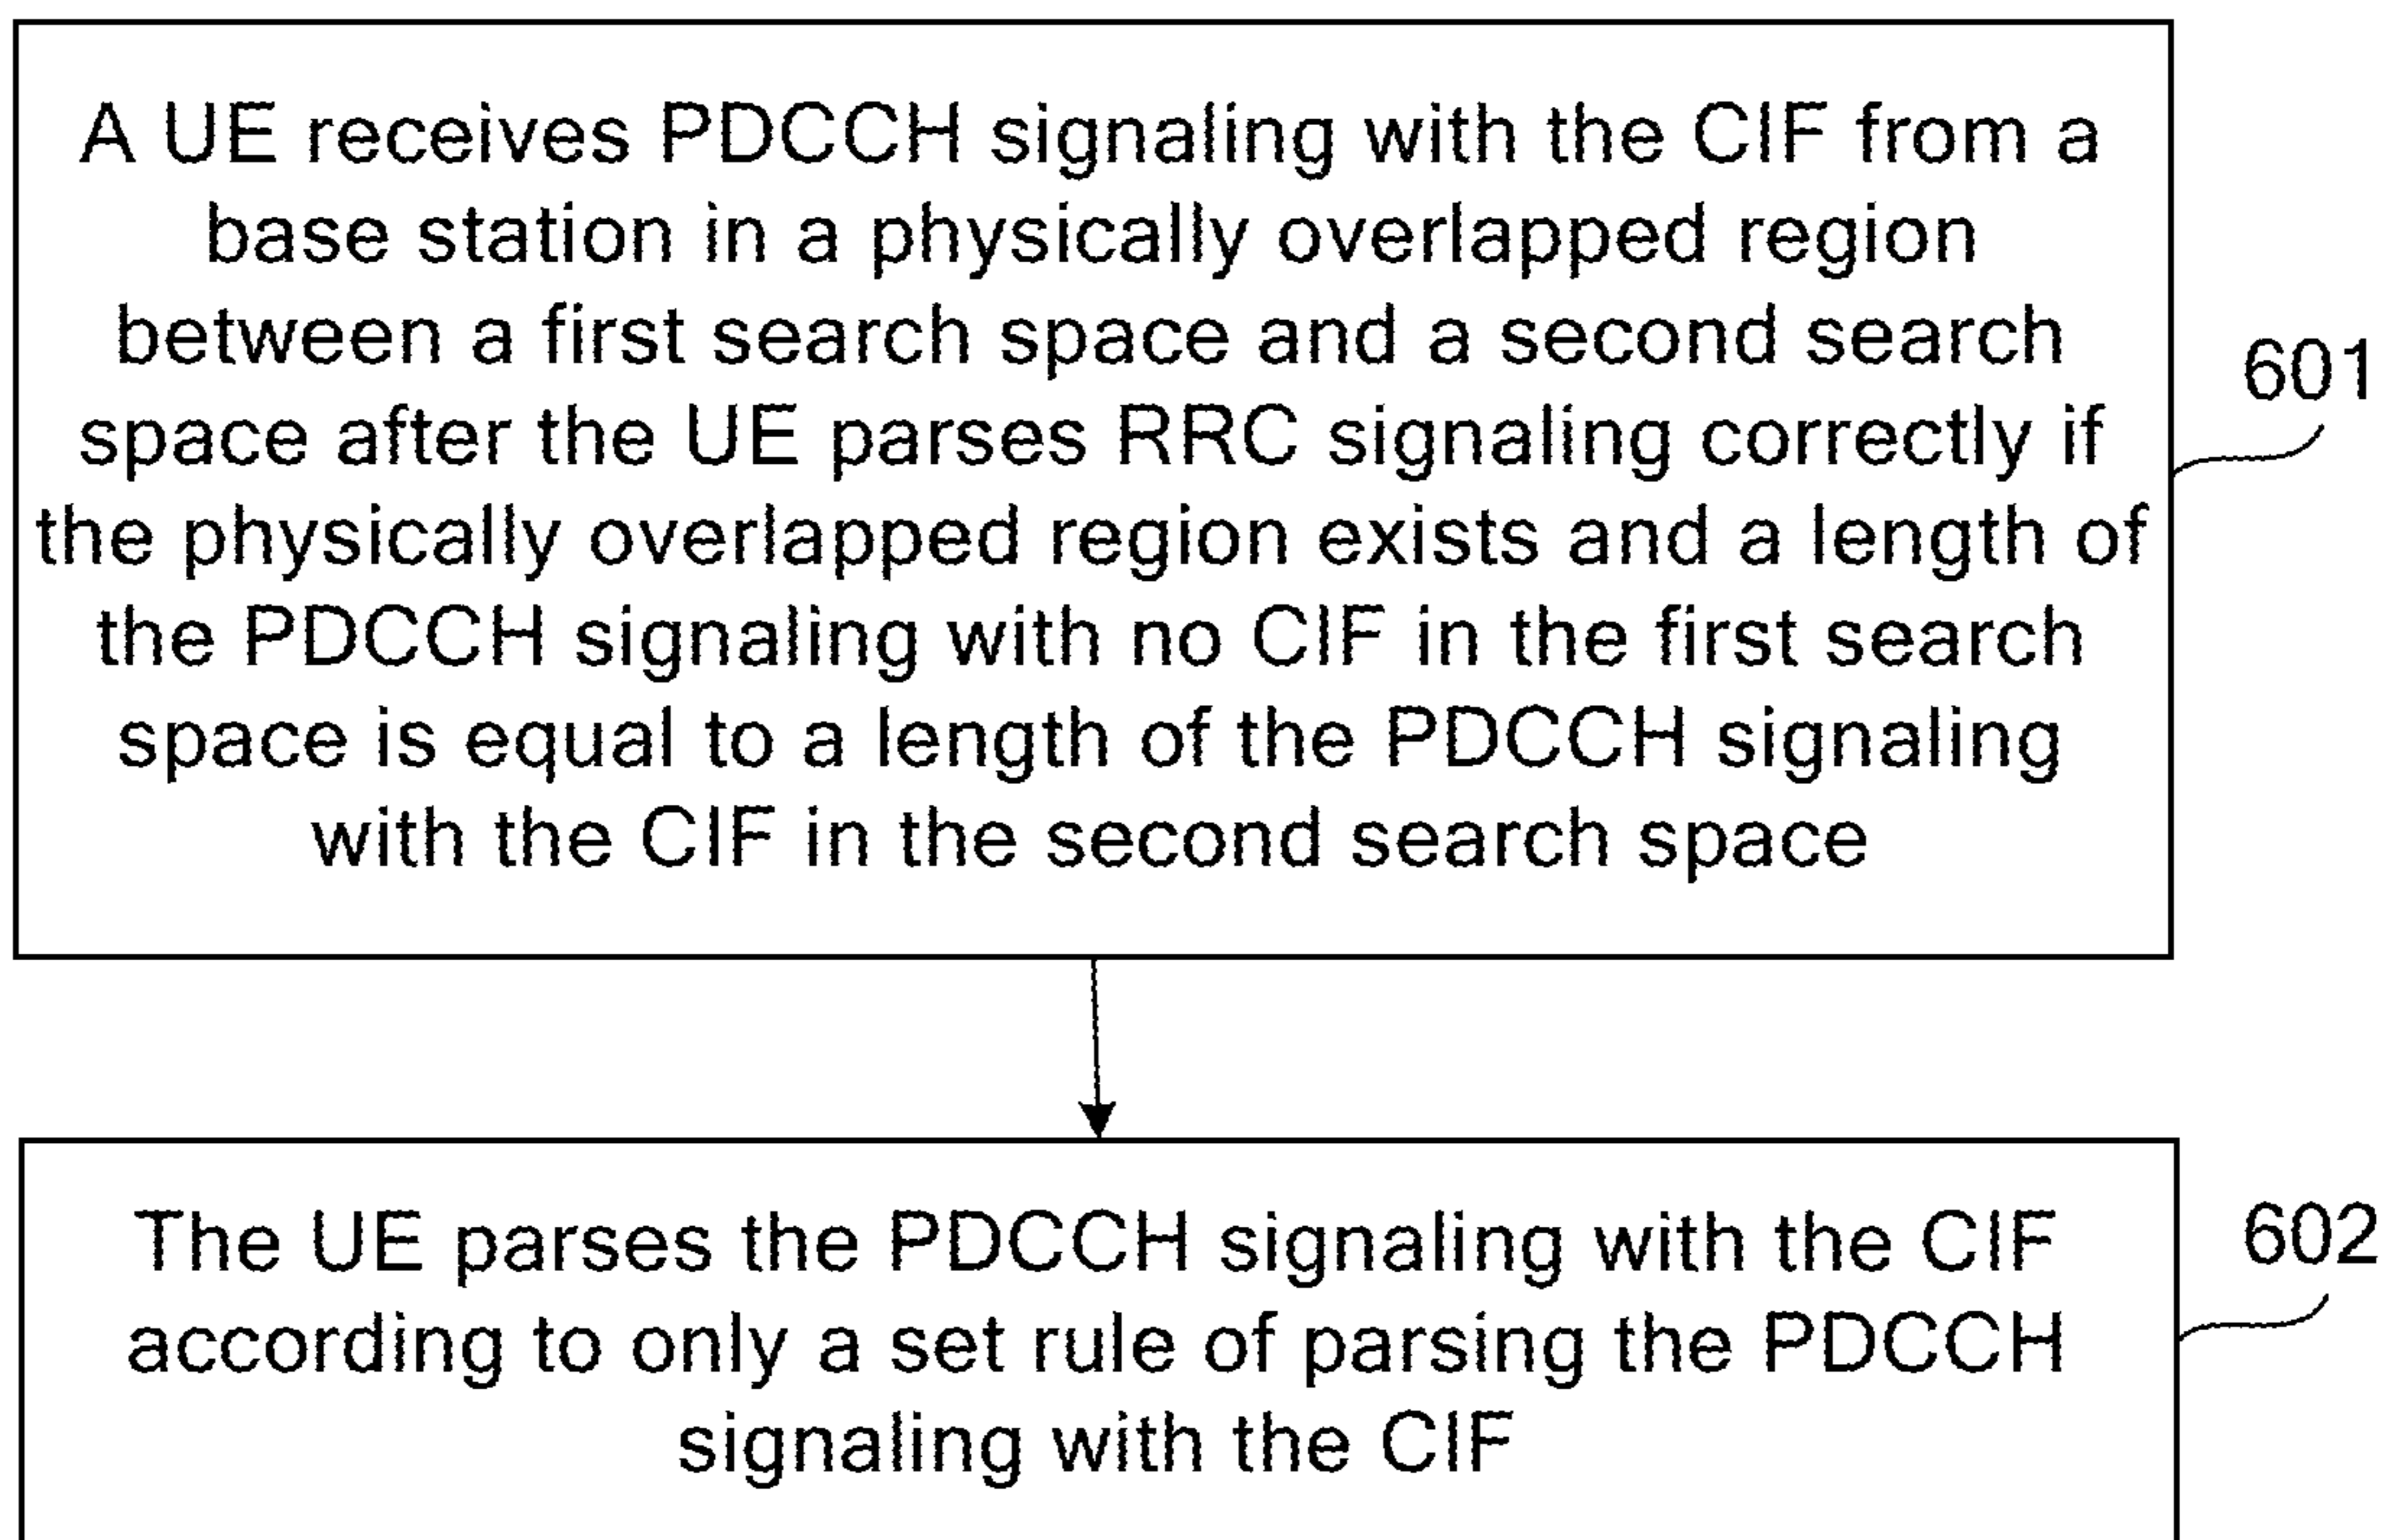 A UE receives PDCCH signaling with the CIF from a
base station in a physically overlapped region
between a first search space and a second search
space after the UE parses RRC signaling correctly if
the physically overlapped region exists and a length of
the PDCCH signaling with no CIF in the first search
space is equal to a length of the PDCCH signaling
with the CIF in the second search space
601
The UE parses the PDCCH signaling with the CIF
according to only a set rule of parsing the PDCCH
signaling with the CIF
602